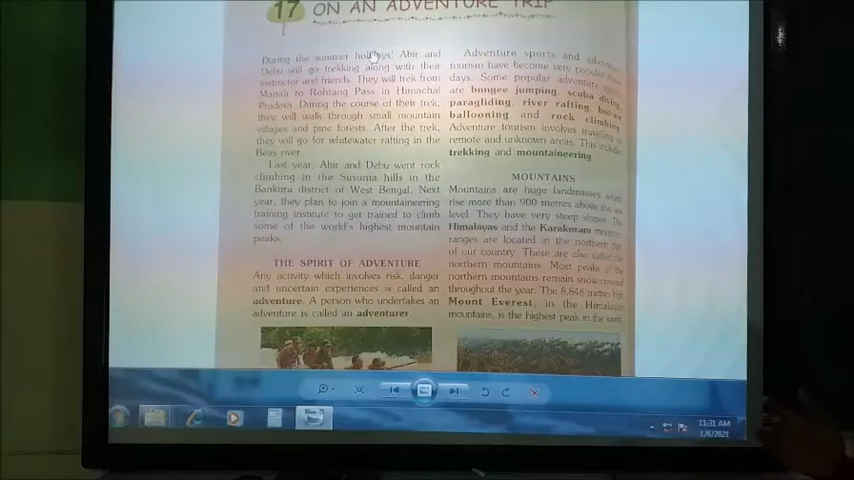 17 ON AN ADVENTURE TRIP
During the summer holidays, Abir and
Debu will go trekking along with their
instructor and friends. They will trek from
Manali to Rohtang Pass in Himachal
Pradesh. During the course of their trek,
they will walk through small mountain
villages and pine forests. After the trek,
they will go for whitewater rafting in the
Beas river.
Last year, Abir and Debu went rock
climbing in the Susunia hills in the
Bankura district of West Bengal. Next
year, they plan to join a mountaineering
training institute to get trained to climb
some of the world's highest mountain
peaks.
THE SPIRIT OF ADVENTURE
Any activity which involves risk, danger
and uncertain experiences is called an
adventure. A person who undertakes an
adventure is called an adventurer.
Adventure sports and adventure
tourism have become very popular these
days. Some popular adventure sports
are bungee jumping, scuba diving,
paragliding, river rafting, hot-air
ballooning and rock climbing.
Adventure tourism involves travelling to
remote and unknown areas. This includes
trekking and mountaineering
MOUNTAINS
Mountains are huge landmasses which
rise more than 900 metres above the sea
level. They have very steep slopes. The
Himalayas and the Karakoram mountain
ranges are located in the northern part
of our country. These are also called the
northern mountains. Most peaks of the
northern mountains remain snow-covered
throughout the year. The 8,848 metres high
Mount Everest, in the Himalayan
mountains, is the highest peak in the world.
11:31 AM
1/6/2021